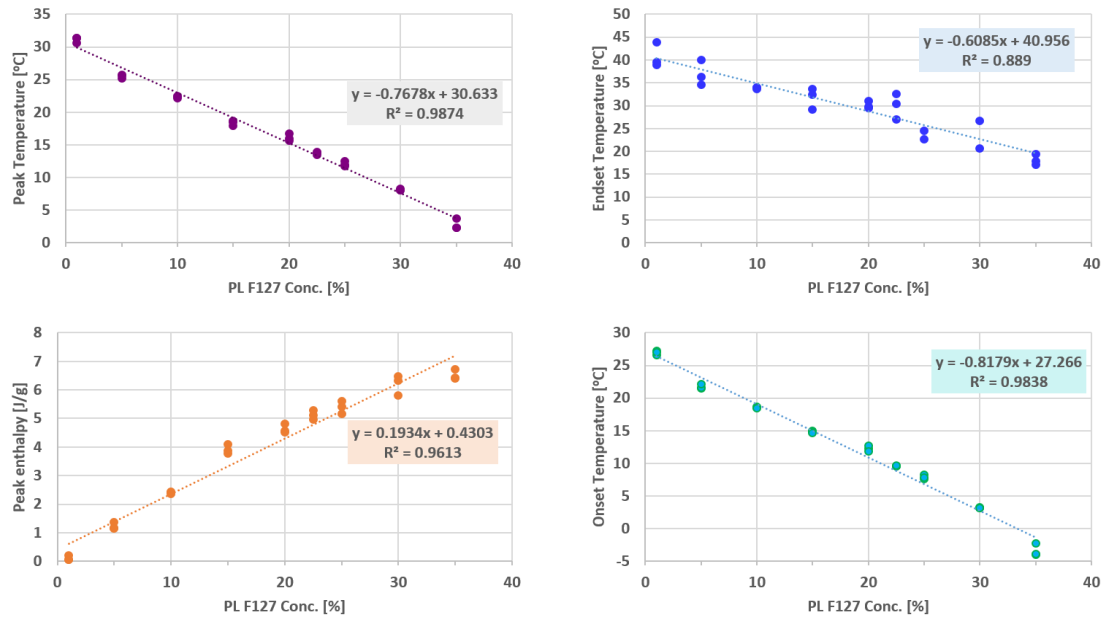 35
30
25
20
15
10
5
0
Peak Temperature [ºC]
y = -0.7678x + 30.633
R² = 0.9874
0 10 20 30 40
PL F127 Conc. [%]
50
45
40
35
30
25
20
15
10
5
0
Endset Temperature [ºC]
y = -0.6085x + 40.956
R² = 0.889
0 10 20 30 40
PL F127 Conc. [%]
8
7
6
5
4
3
2
1
0
Peak enthalpy [J/g]
y = 0.1934x + 0.4303
R² = 0.9613
0 10 20 30 40
PL F127 Conc. [%]
30
25
20
15
10
5
0
-5
Onset Temperature [ºC]
y = -0.8179x + 27.266
R² = 0.9838
0 10 20 30 40
PL F127 Conc. [%]